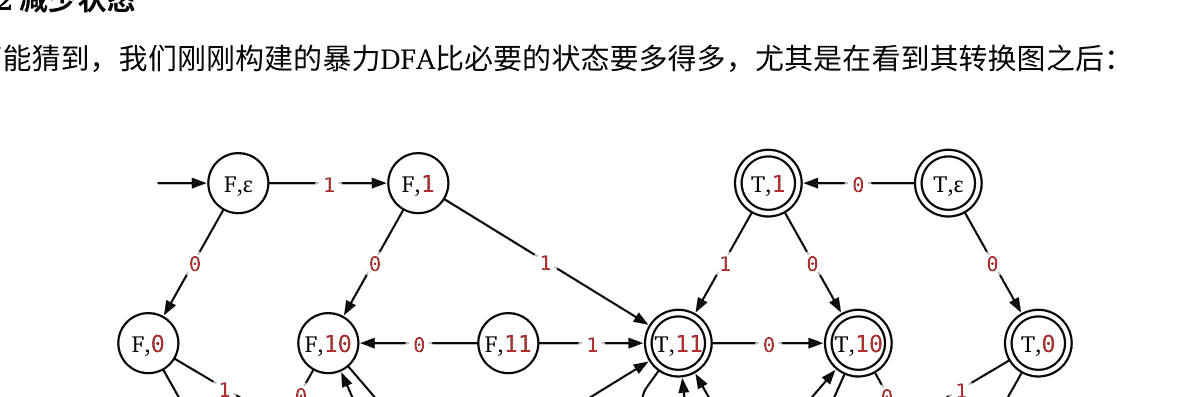 2 减少状态
能猜到，我们刚刚构建的暴力DFA比必要的状态要多得多，尤其是在看到其转换图之后：
F,ε 1 F,1 T,1 0 T,ε
0 0 1 1 0 0
F,0 F,10 0 F,11 1 T,11 0 T,10 T,0
1 0 0 1